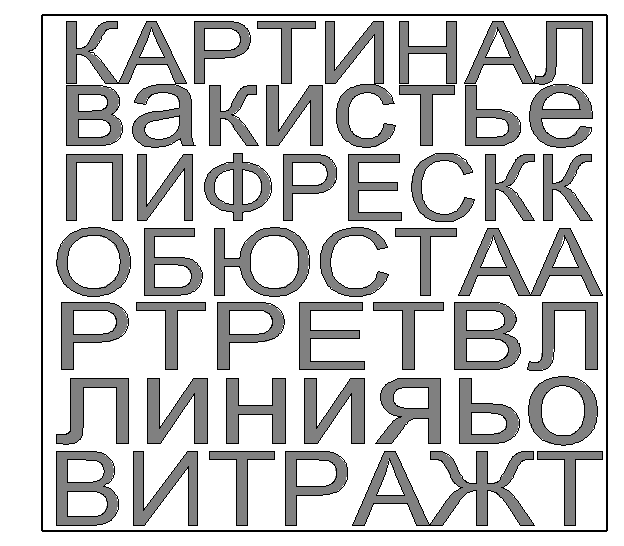 КАРТИНАЛ
вакистье
ПИФРЕСКК
ОБЮСТАА
РТРЕТВЛ
ЛИНИЯЬО
ВИТРАЖТ